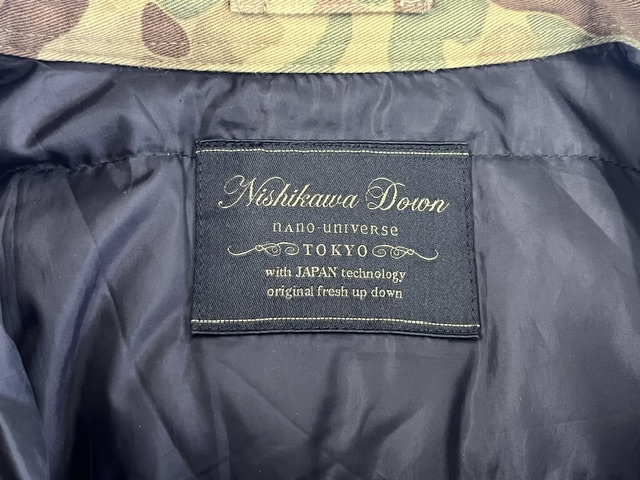 Nishikawa Down
nano·universe
TOKYO
with JAPAN technology
original fresh up down